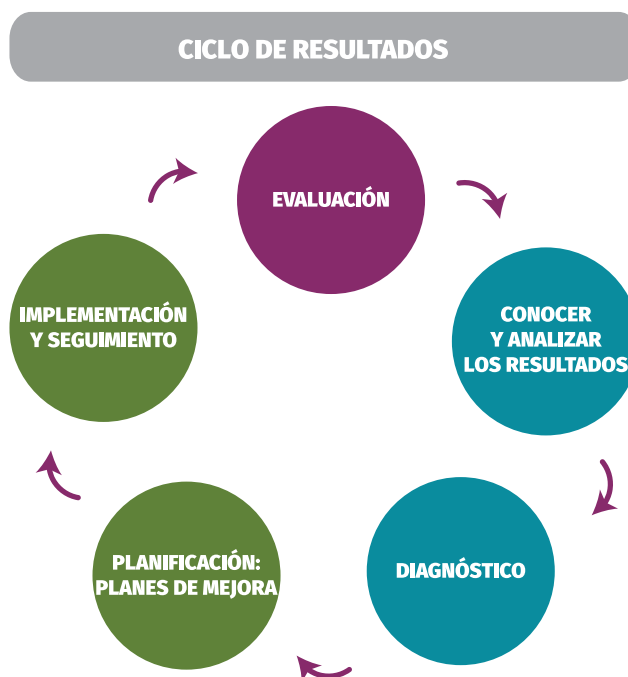 CICLO DE RESULTADOS
EVALUACIÓN
CONOCER
Y ANALIZAR
LOS RESULTADOS
DIAGNÓSTICO
PLANIFICACIÓN:
PLANES DE MEJORA
IMPLEMENTACIÓN
Y SEGUIMIENTO